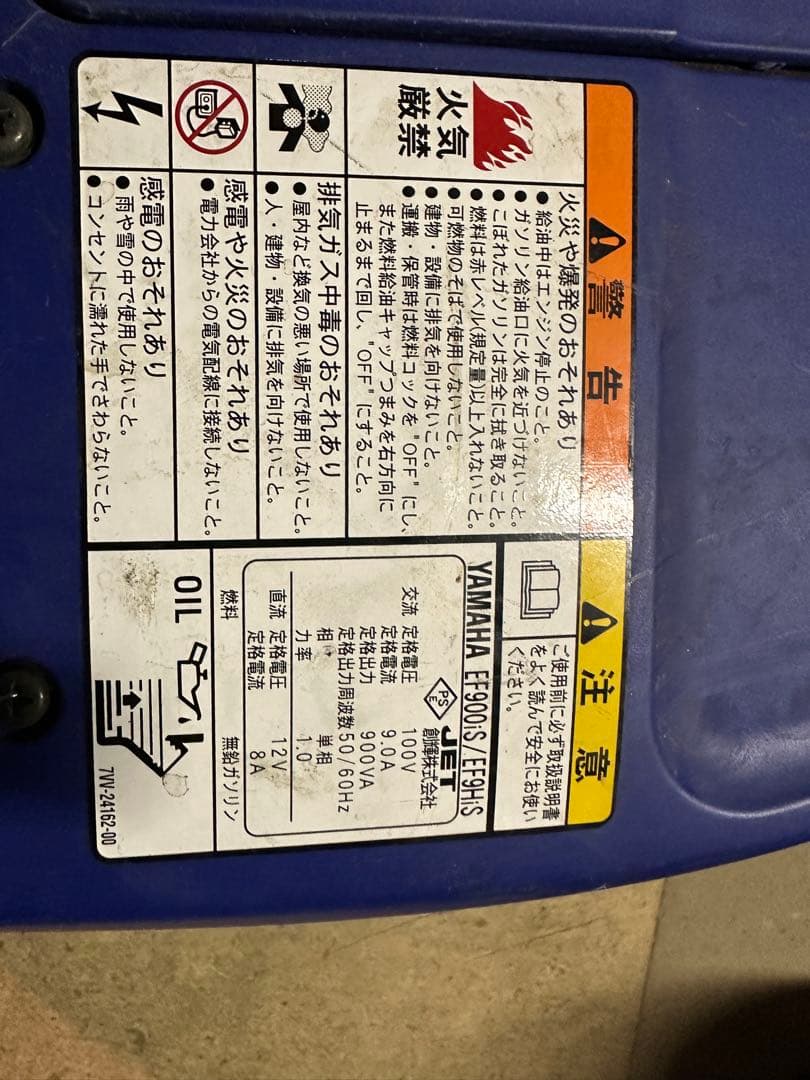 警告
火気
厳禁
火災や爆発のおそれあり
● 給油中はエンジン停止のこと。
● ガソリン給油口に火気を近づけないこと。
● こぼれたガソリンは完全に拭き取ること。
● 燃料は赤レベル(規定量)以上入れないこと。
● 可燃物のそばで使用しないこと。
● 建物・設備に排気を向けないこと。
● 運搬・保管時は燃料コックを"OFF"にし、
また燃料給油キャップつまみを右方向に
止まるまで回し、"OFF"にすること。
排気ガス中毒のおそれあり
● 屋内など換気の悪い場所で使用しないこと。
● 人・建物・設備に排気を向けないこと。
感電や火災のおそれあり
● 電力会社からの電気配線に接続しないこと。
感電のおそれあり
● 雨や雪の中で使用しないこと。
● コンセントに濡れた手でさわらないこと。
注意
ご使用前に必ず取扱説明書
をよく読んで安全にお使い
ください。
YAMAHA EF900iS/EF9HiS
PS
E
JET
創輝株式会社
交流 定格電圧 100V
定格電流 9.0A
定格出力 900VA
定格出力周波数 50/60Hz
相 単相
力率 1.0
直流 定格電圧 12V
定格電流 8A
燃料 無鉛ガソリン
OIL
7VV-24162-00